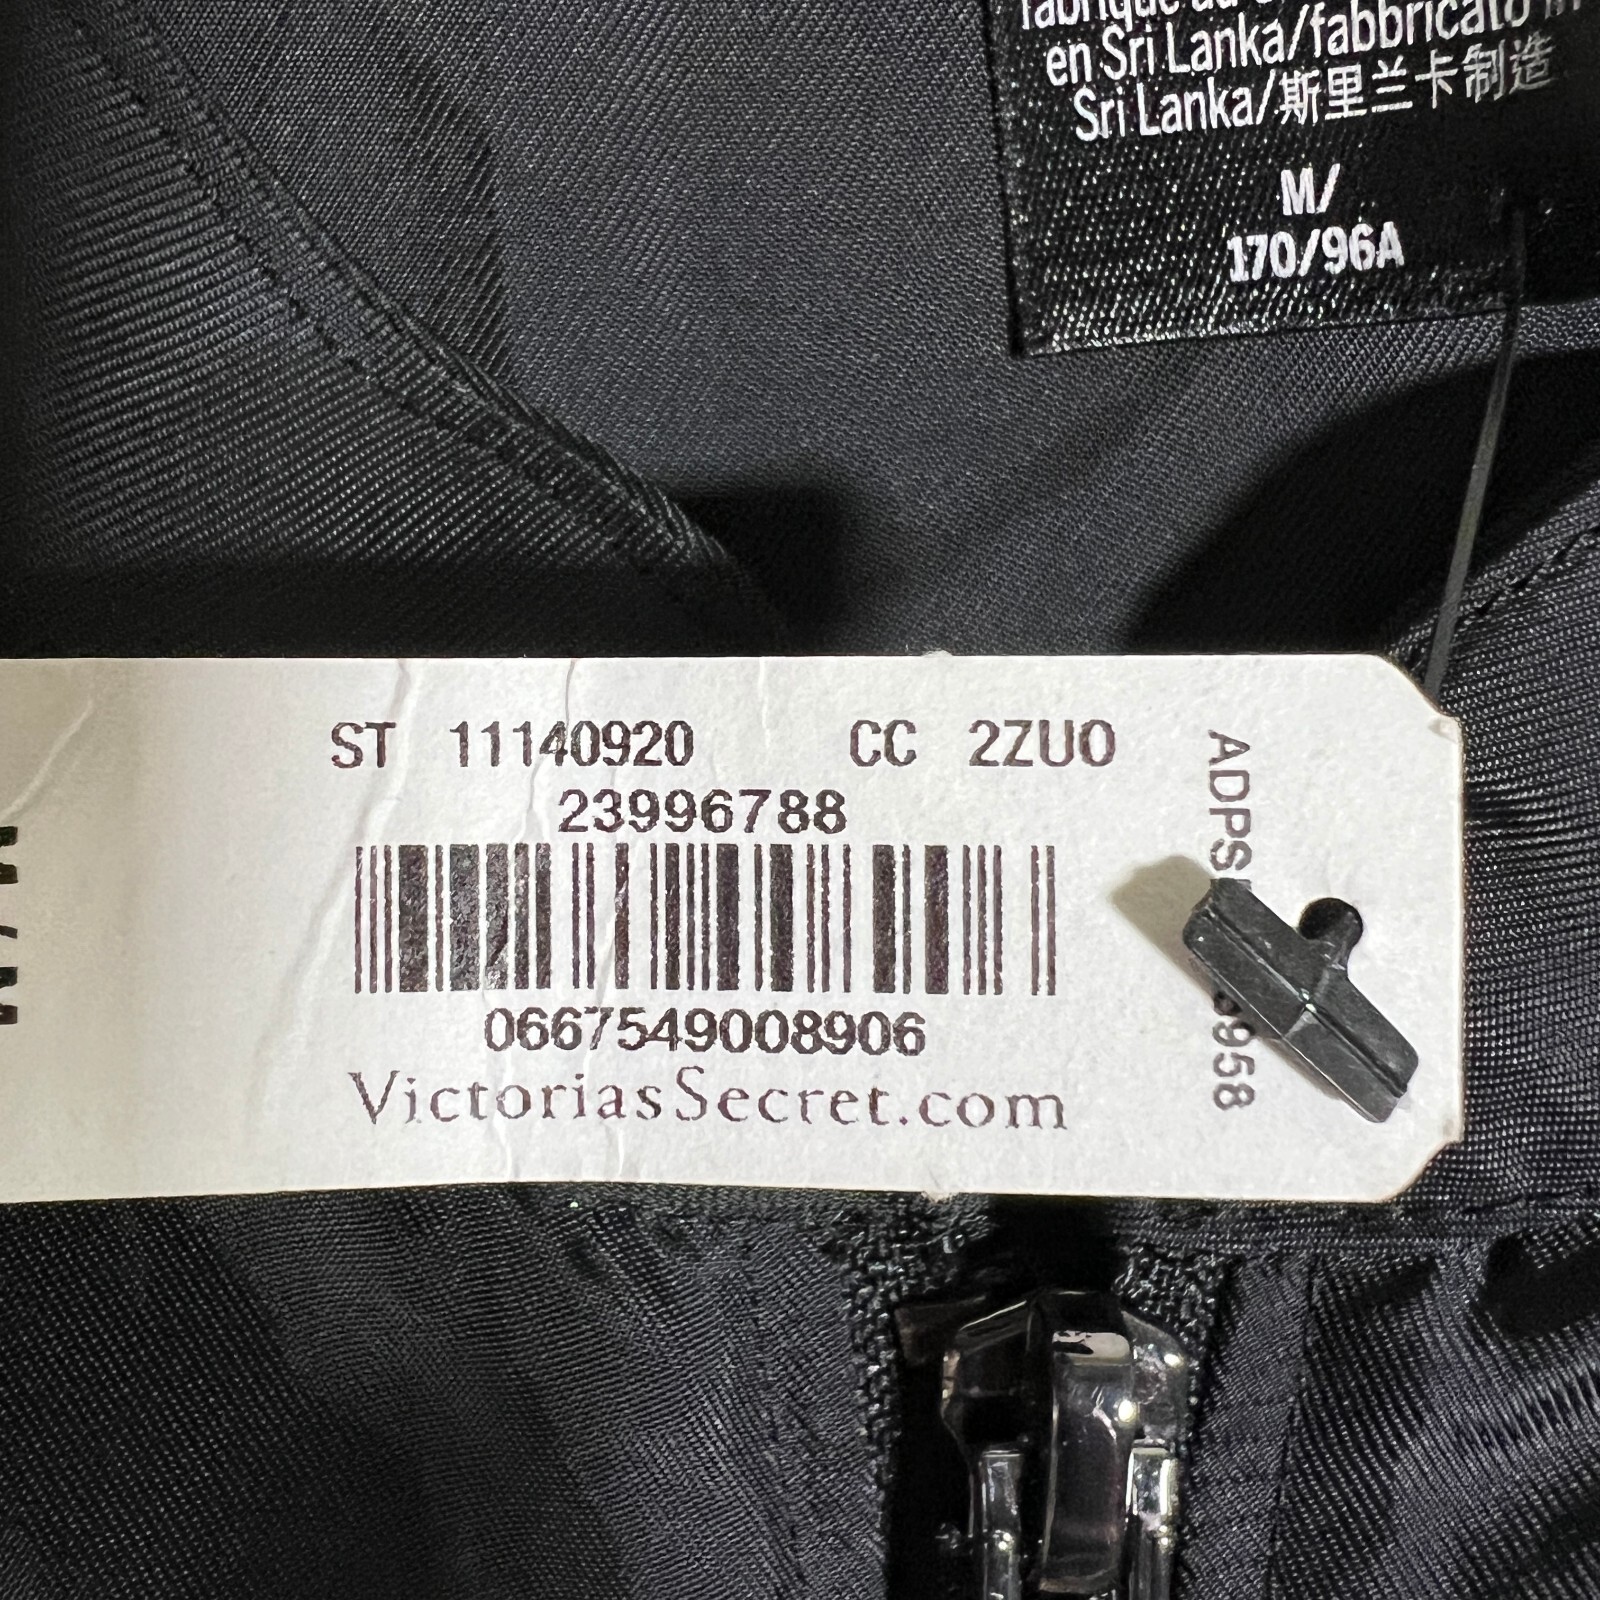 en Sri Lanka/fabbricato in
Sri Lanka/斯里兰卡制造
M/
170/96A
ST 11140920 CC 2ZUO
23996788
0667549008906
VictoriasSecret.com